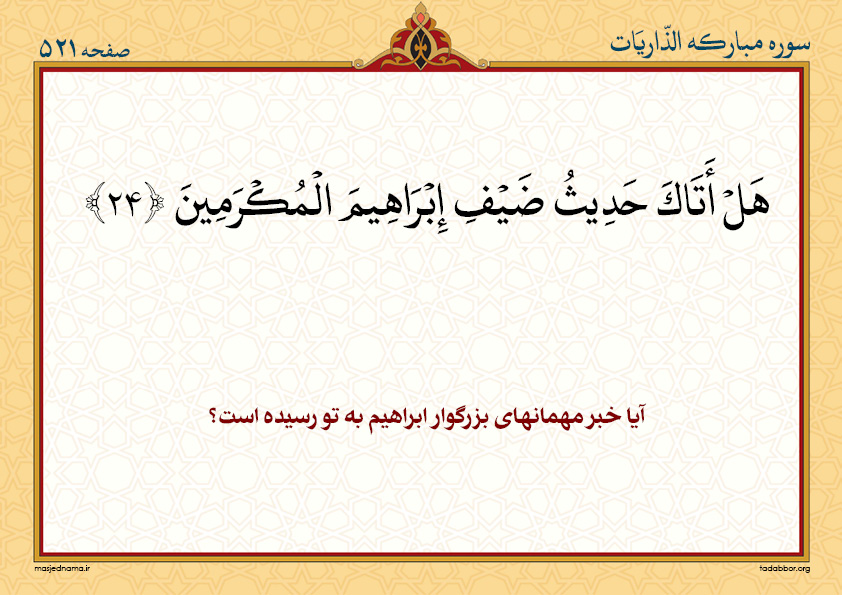 سوره مبارکه الذّاریَات
صفحه ۵۲۱
هَلْ أَتَاكَ حَدِيثُ ضَيْفِ إِبْرَاهِيمَ الْمُكْرَمِينَ ﴿۲۴﴾
آیا خبر مهمانهای بزرگوار ابراهیم به تو رسیده است؟
masjednama.ir
tadabbor.org